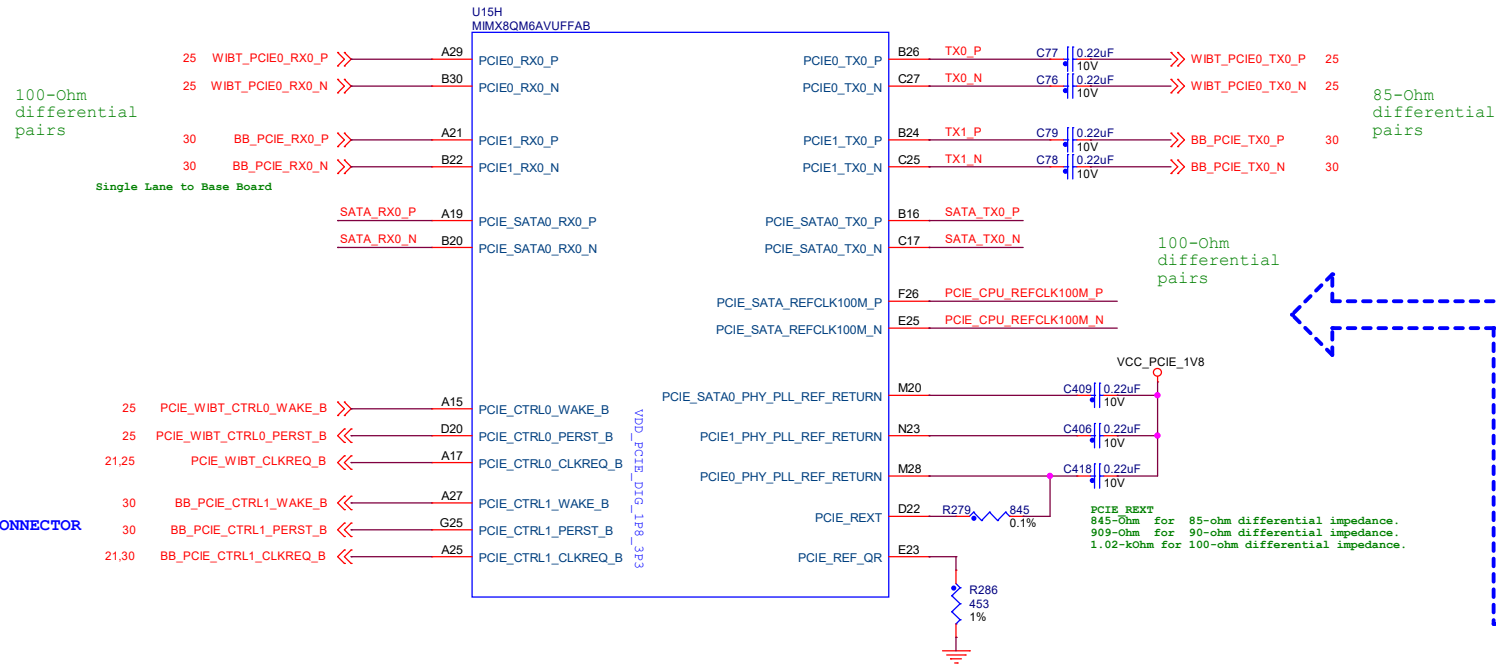 U15H
MIMX8QM6AVUFFAB
25 WIBT_PCIE0_RX0_P A29 PCIE0_RX0_P PCIE0_TX0_P B26 TX0_P C77 0.22uF 10V WIBT_PCIE0_TX0_P 25
25 WIBT_PCIE0_RX0_N B30 PCIE0_RX0_N PCIE0_TX0_N C27 TX0_N C76 0.22uF 10V WIBT_PCIE0_TX0_N 25
100-Ohm
differential
pairs
85-Ohm
differential
pairs
30 BB_PCIE_RX0_P A21 PCIE1_RX0_P PCIE1_TX0_P B24 TX1_P C79 0.22uF 10V BB_PCIE_TX0_P 30
30 BB_PCIE_RX0_N B22 PCIE1_RX0_N PCIE1_TX0_N C25 TX1_N C78 0.22uF 10V BB_PCIE_TX0_N 30
Single Lane to Base Board
SATA_RX0_P A19 PCIE_SATA0_RX0_P PCIE_SATA0_TX0_P B16 SATA_TX0_P
SATA_RX0_N B20 PCIE_SATA0_RX0_N PCIE_SATA0_TX0_N C17 SATA_TX0_N
100-Ohm
differential
pairs
PCIE_SATA_REFCLK100M_P F26 PCIE_CPU_REFCLK100M_P
PCIE_SATA_REFCLK100M_N E25 PCIE_CPU_REFCLK100M_N
VCC_PCIE_1V8
PCIE_SATA0_PHY_PLL_REF_RETURN M20 C409 0.22uF 10V
25 PCIE_WIBT_CTRL0_WAKE_B A15 PCIE_CTRL0_WAKE_B
25 PCIE_WIBT_CTRL0_PERST_B D20 PCIE_CTRL0_PERST_B PCIE1_PHY_PLL_REF_RETURN N23 C406 0.22uF 10V
21,25 PCIE_WIBT_CLKREQ_B A17 PCIE_CTRL0_CLKREQ_B PCIE0_PHY_PLL_REF_RETURN M28 C418 0.22uF 10V
VDD_PCIE_DIG_1P8_3P3
30 BB_PCIE_CTRL1_WAKE_B A27 PCIE_CTRL1_WAKE_B PCIE_REXT D22 R279 845 0.1%
ONNECTOR 30 BB_PCIE_CTRL1_PERST_B G25 PCIE_CTRL1_PERST_B
21,30 BB_PCIE_CTRL1_CLKREQ_B A25 PCIE_CTRL1_CLKREQ_B PCIE_REF_QR E23
PCIE REXT
845-Ohm for 85-ohm differential impedance.
909-Ohm for 90-ohm differential impedance.
1.02-kOhm for 100-ohm differential impedance.
R286
453
1%